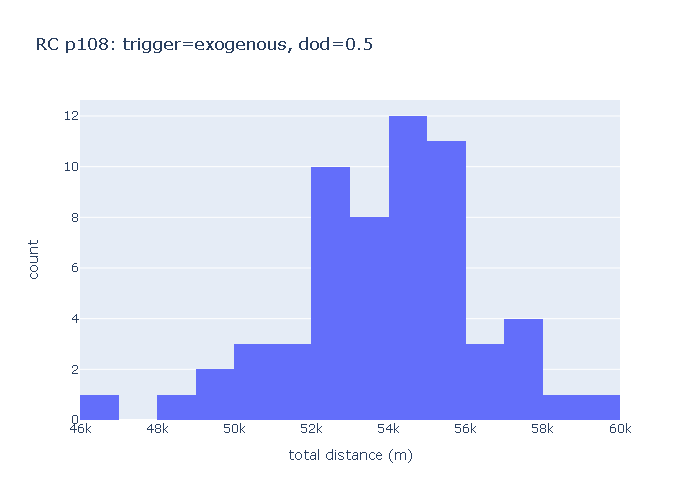 RC p108: trigger=exogenous, dod=0.5
12
10
8
6
4
2
0
count
46k 48k 50k 52k 54k 56k 58k 60k
total distance (m)